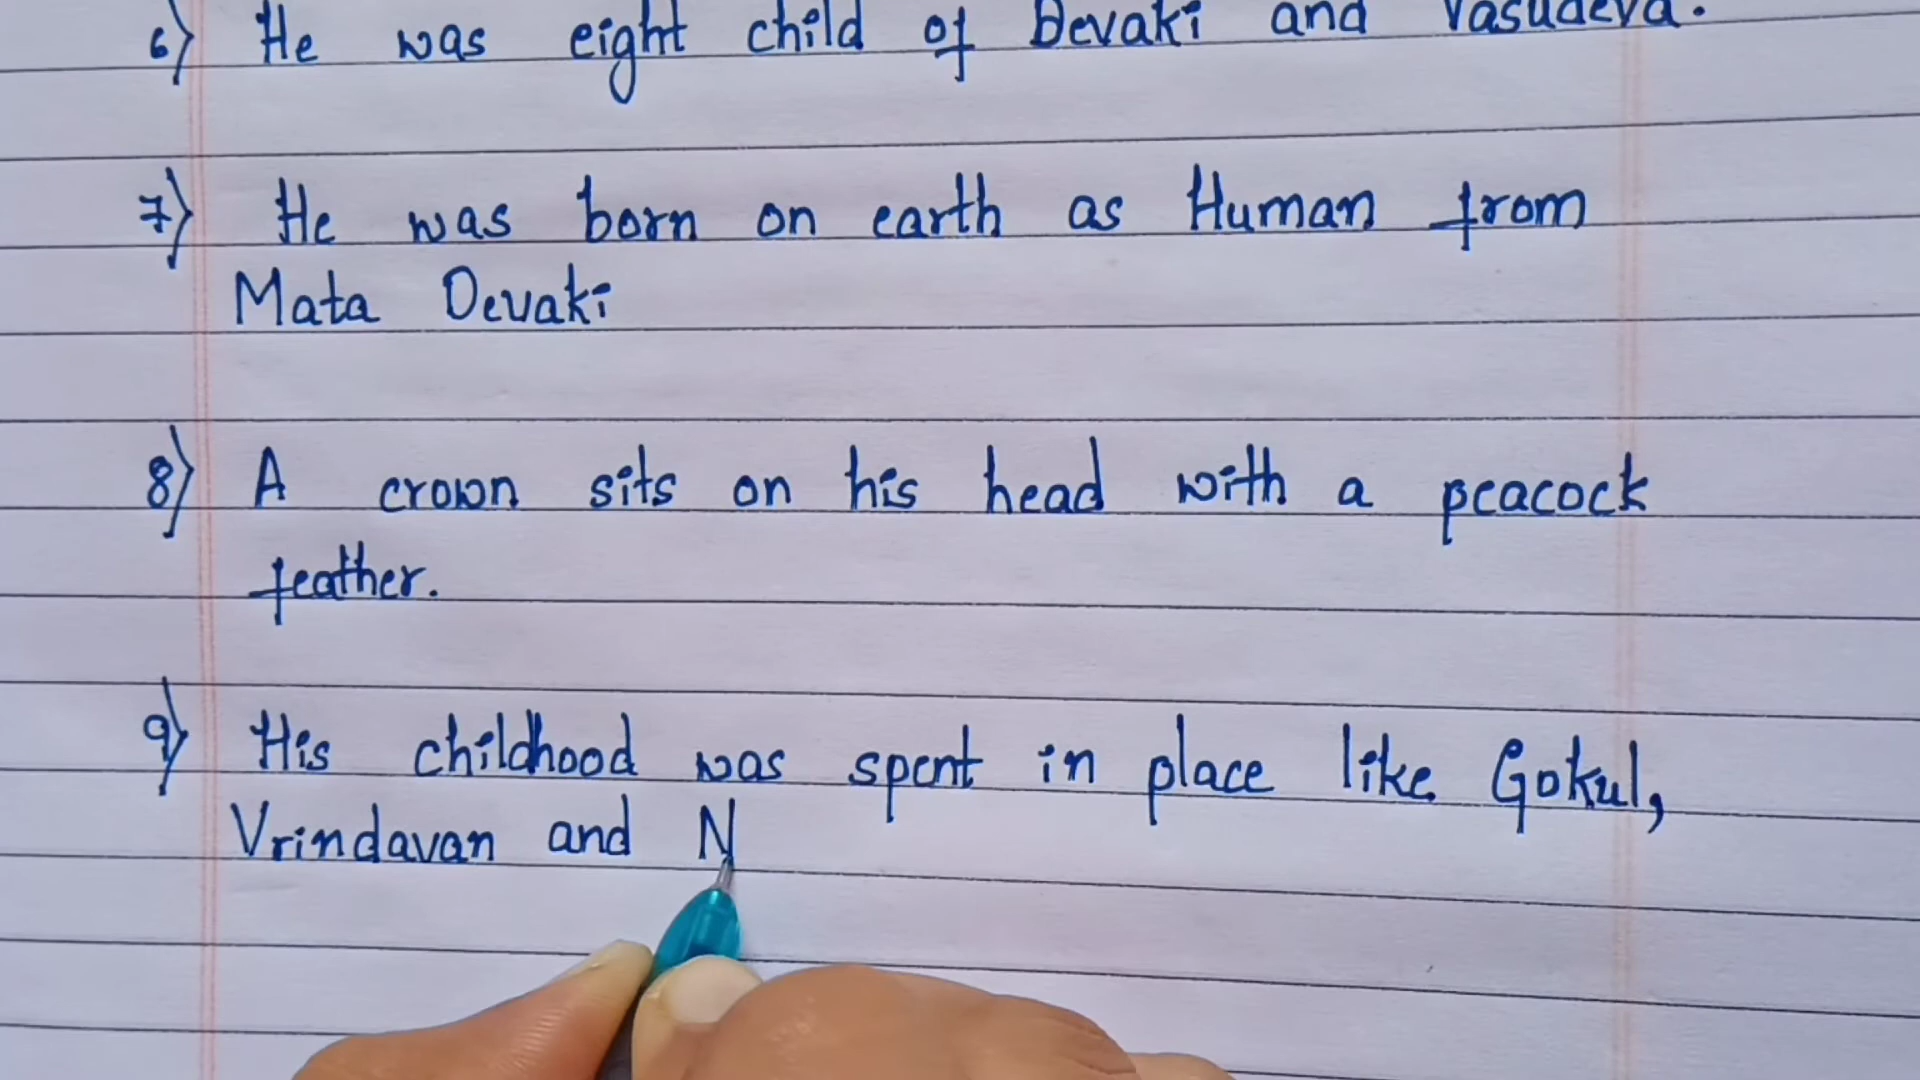 6) He was eight child of Devaki and Vasudeva.
7) He was born on earth as Human from
Mata Devaki
8) A crown sits on his head with a peacock
feather.
9) His childhood was spent in place like Gokul,
Vrindavan and N